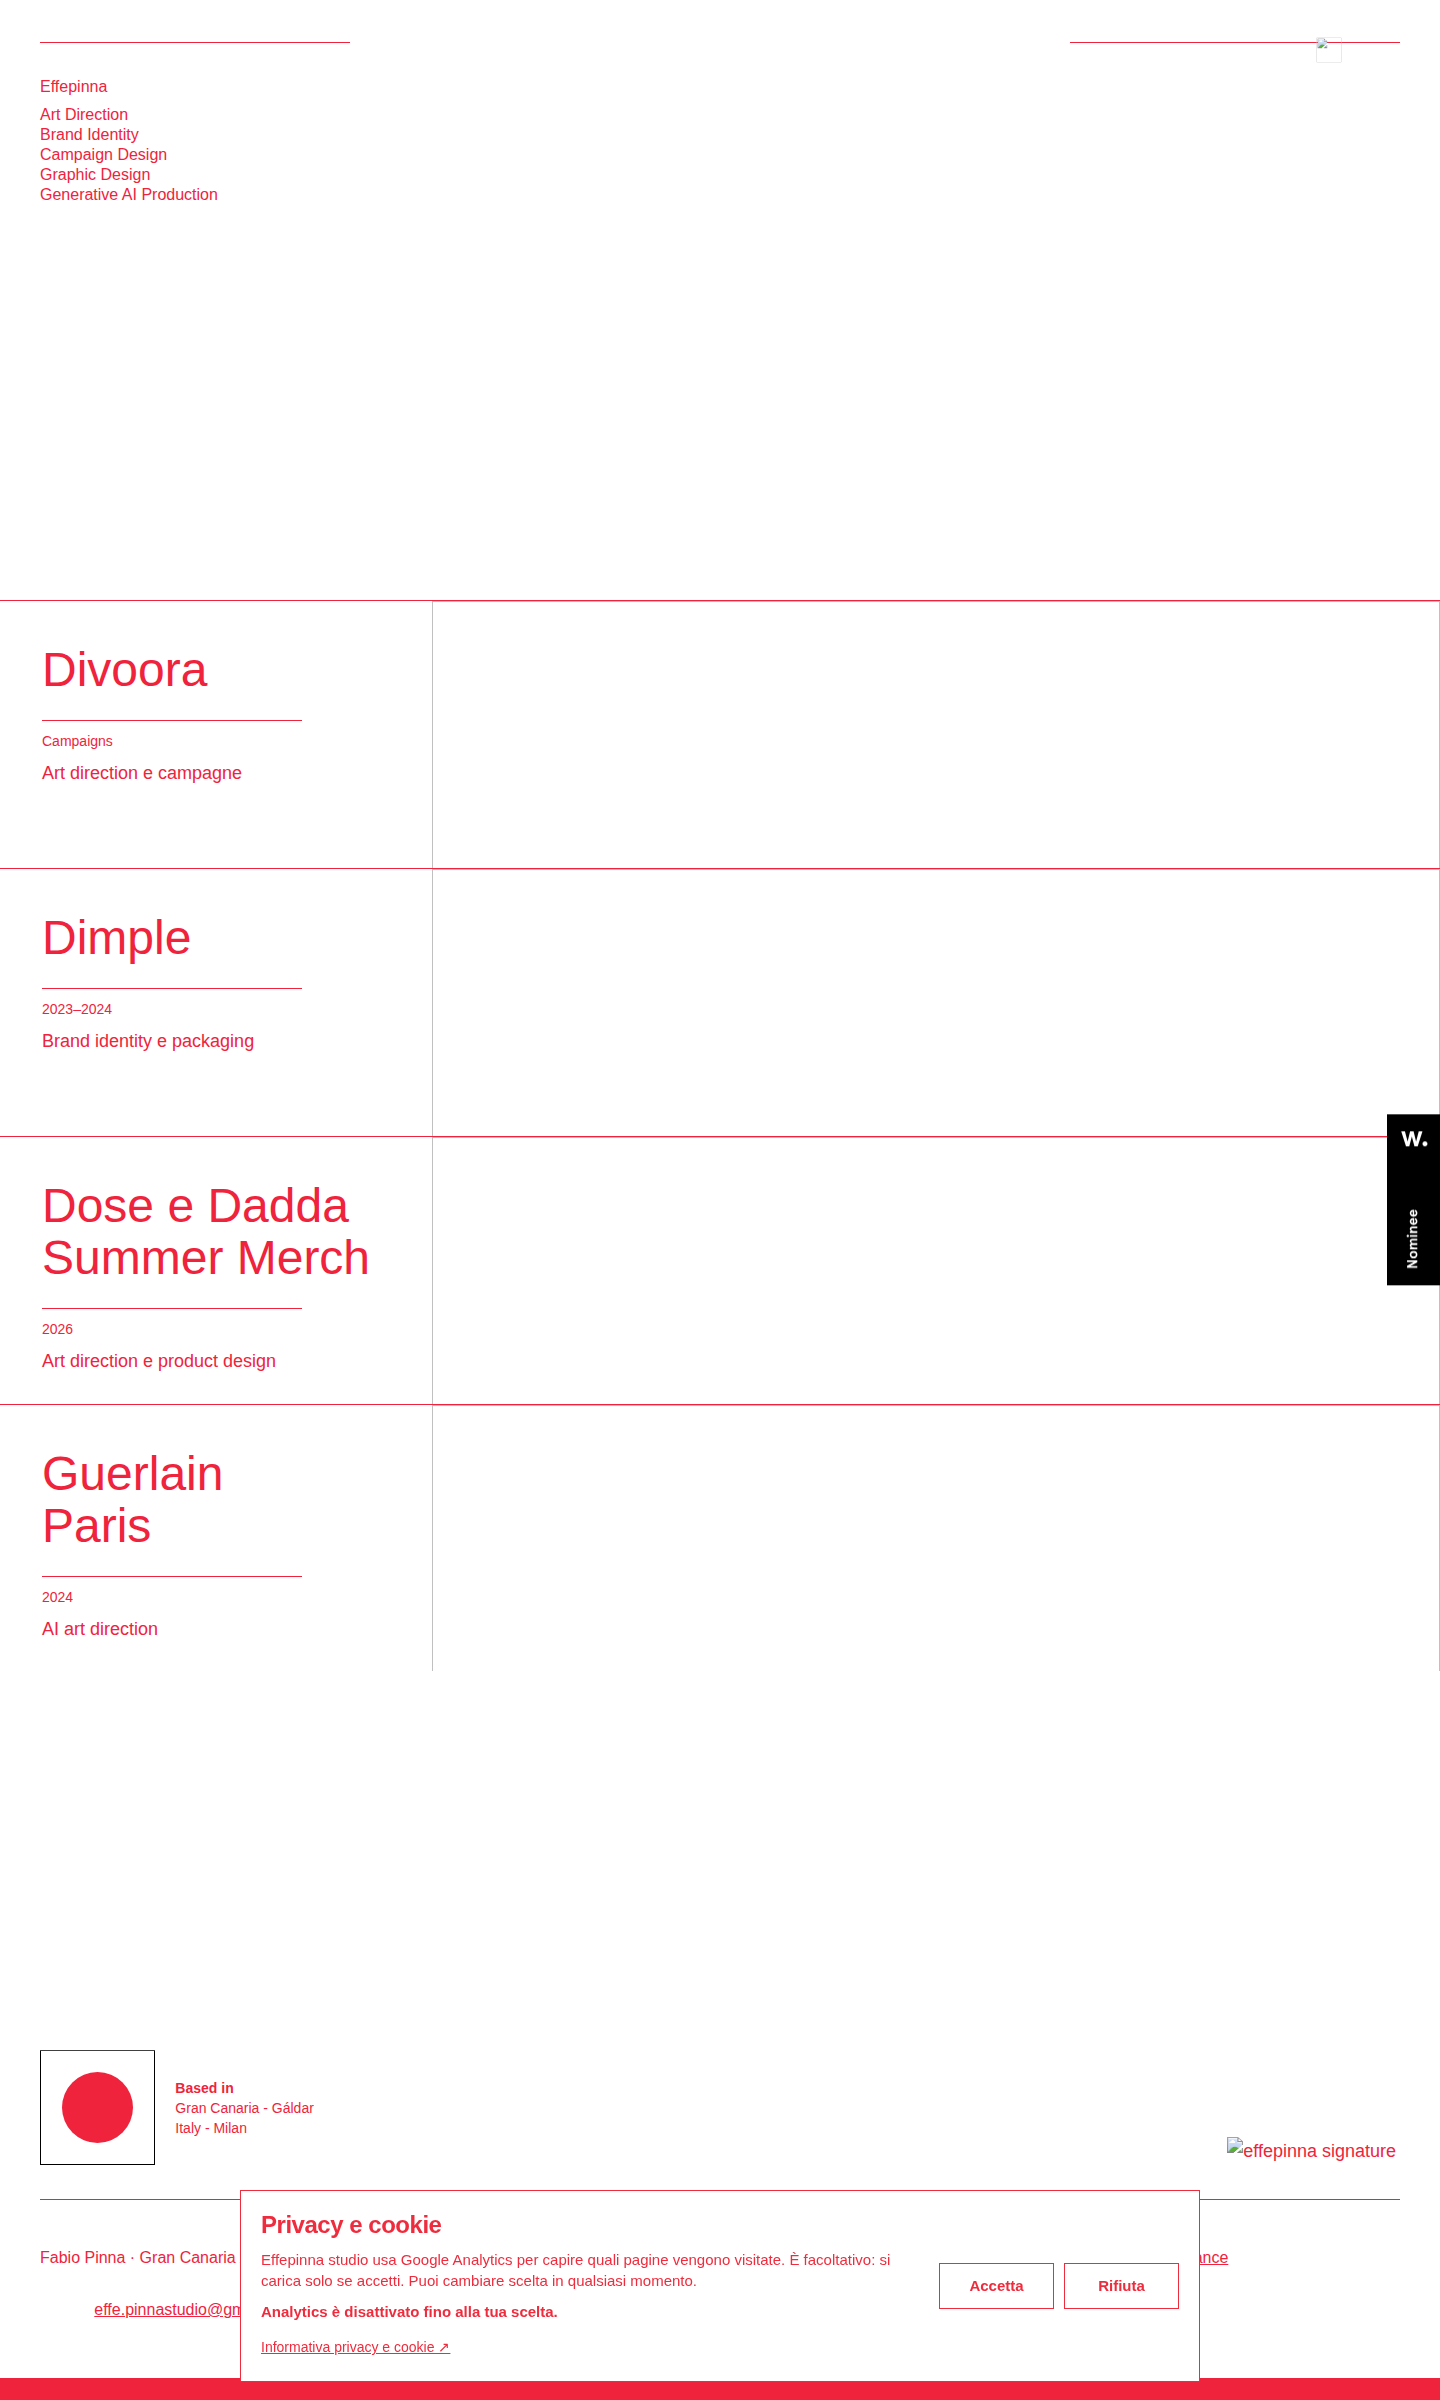 Effepinna
Art Direction
Brand Identity
Campaign Design
Graphic Design
Generative AI Production
Divoora
Campaigns
Art direction e campagne
Dimple
2023–2024
Brand identity e packaging
W.
Nominee
Dose e Dadda
Summer Merch
2026
Art direction e product design
Guerlain
Paris
2024
AI art direction
Based in
Gran Canaria - Gáldar
Italy - Milan
effepinna signature
Privacy e cookie
Effepinna studio usa Google Analytics per capire quali pagine vengono visitate. È facoltativo: si
carica solo se accetti. Puoi cambiare scelta in qualsiasi momento.
Analytics è disattivato fino alla tua scelta.
Informativa privacy e cookie ↗
Accetta
Rifiuta
Fabio Pinna · Gran Canaria
effe.pinnastudio@gm